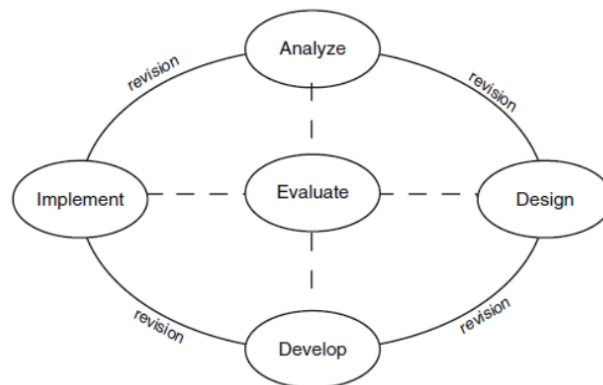 Analyze
revision
revision
Implement
Evaluate
Design
revision
revision
Develop